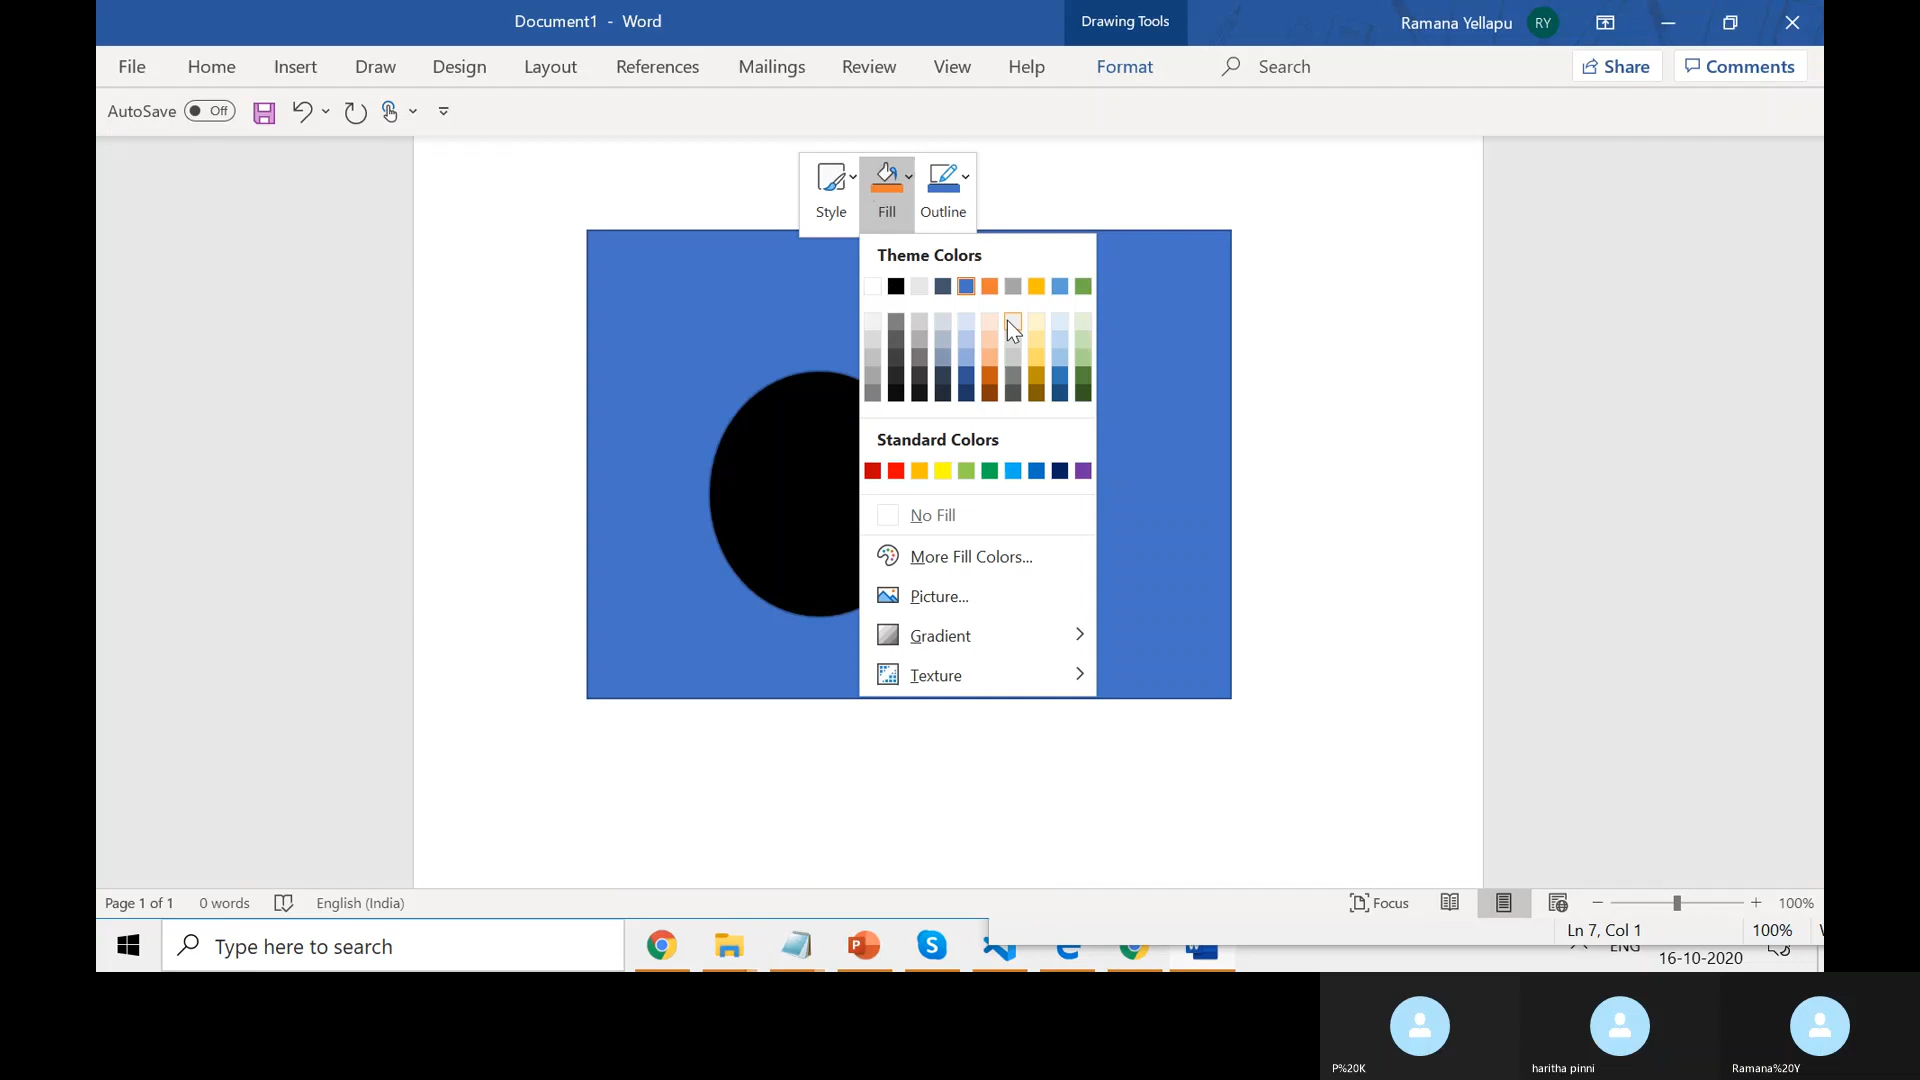 Document1 - Word
Drawing Tools
Ramana Yellapu
RY
File Home Insert Draw Design Layout References Mailings Review View Help Format Search Share Comments
AutoSave Off
Style Fill Outline
Theme Colors
Standard Colors
No Fill
More Fill Colors...
Picture...
Gradient
Texture
Page 1 of 1 0 words English (India) Focus 100%
Ln 7, Col 1 100%
Type here to search
ENG
16-10-2020
P%20K
haritha pinni
Ramana%20Y